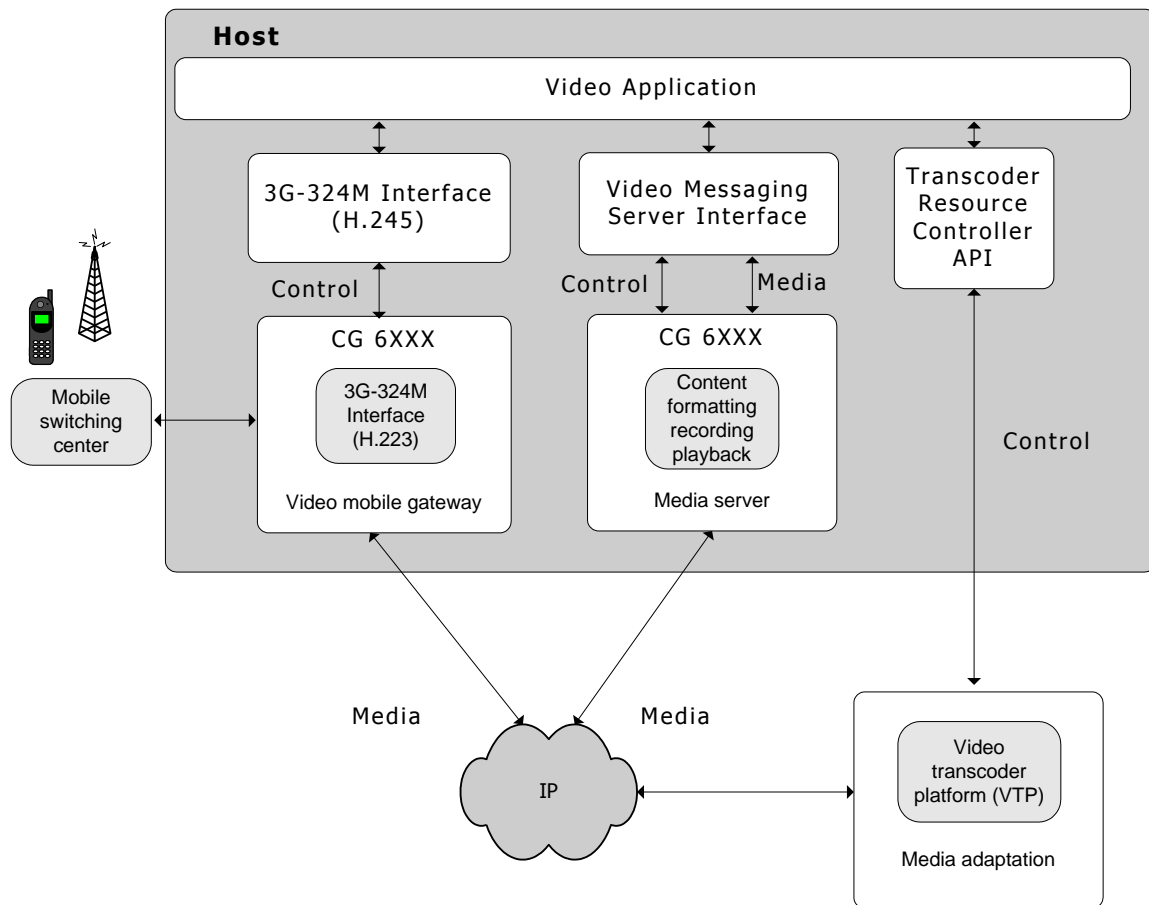 Host
Video Application
3G-324M Interface
(H.245)
Video Messaging
Server Interface
Transcoder
Resource
Controller
API
Control
Control
Media
CG 6XXX
3G-324M
Interface
(H.223)
Video mobile gateway
CG 6XXX
Content
formatting
recording
playback
Media server
Mobile
switching
center
Control
Media
Media
IP
Video
transcoder
platform (VTP)
Media adaptation